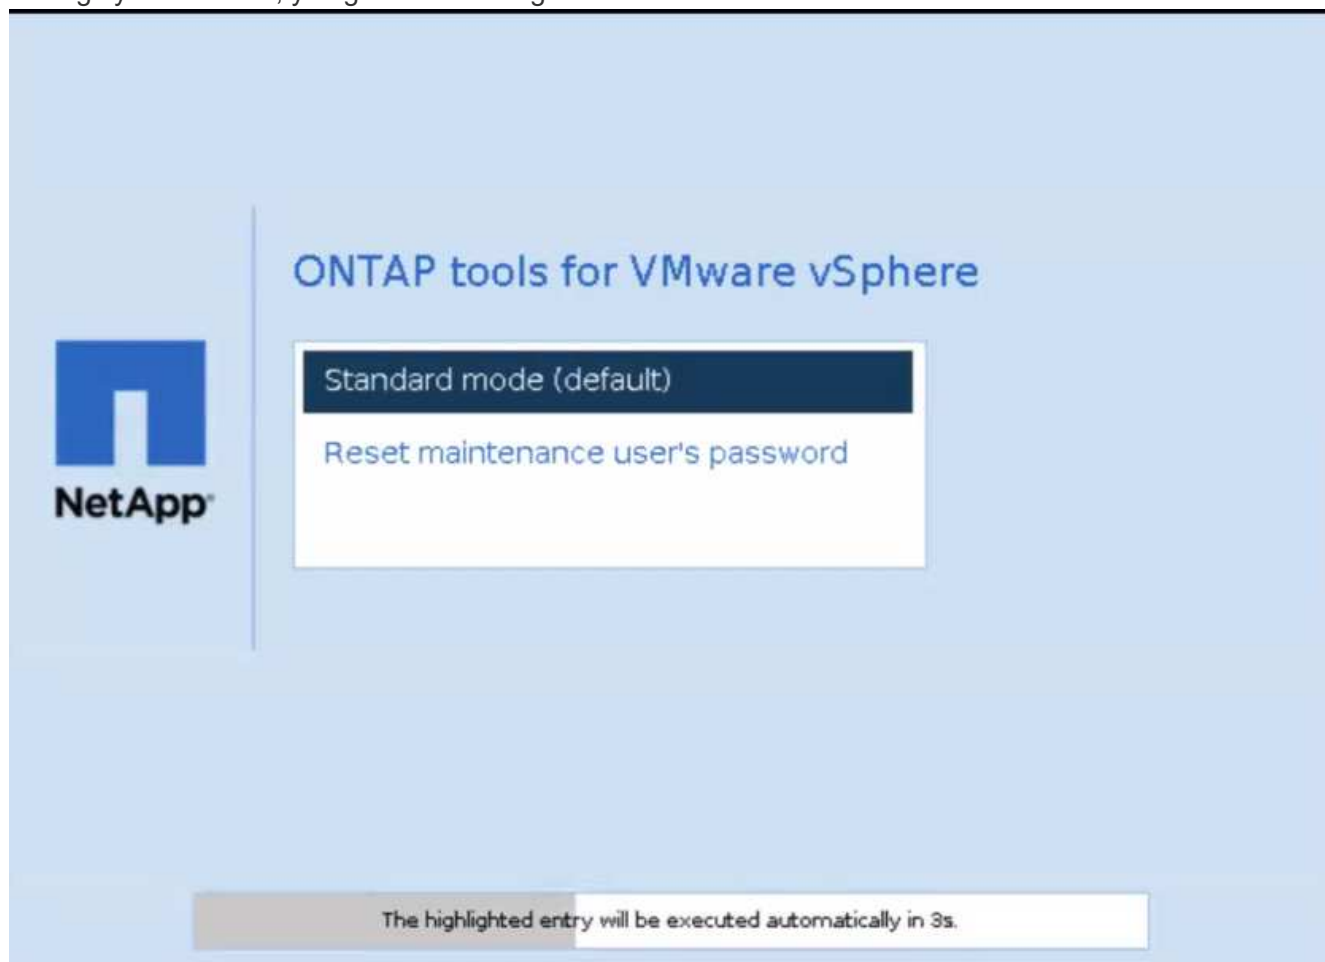 ONTAP tools for VMware vSphere
Standard mode (default)
Reset maintenance user's password
NetApp
The highlighted entry will be executed automatically in 3s.